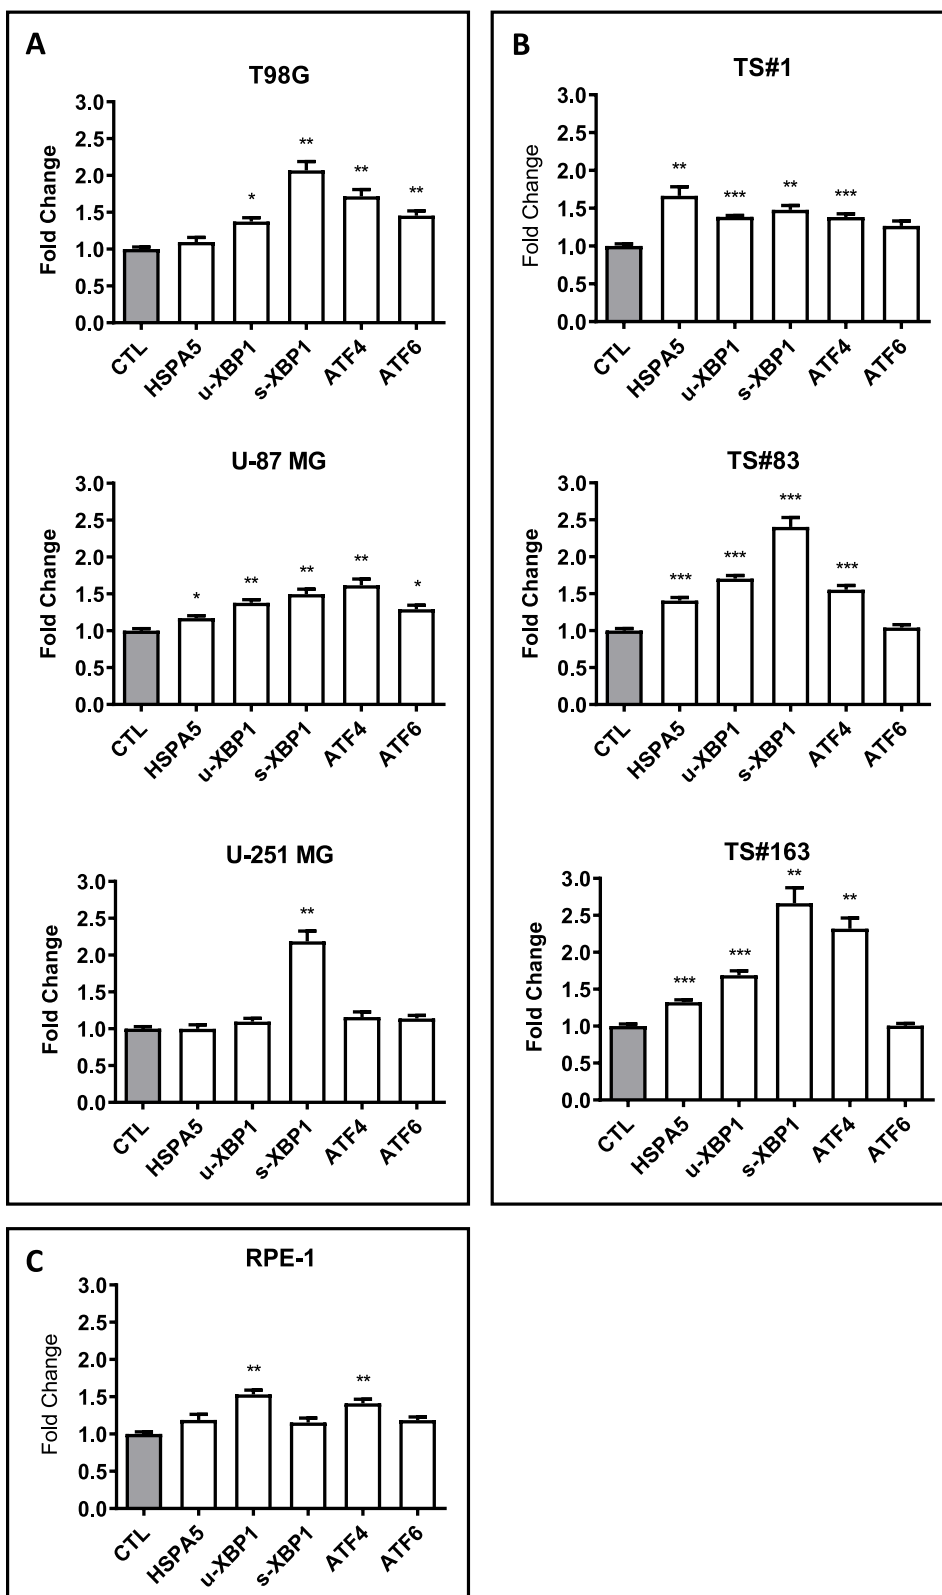 A
T98G
3.0
2.5
2.0
1.5
1.0
0.5
0.0
Fold Change
* ** ** **
CTL HSPA5 u-XBP1 s-XBP1 ATF4 ATF6
U-87 MG
3.0
2.5
2.0
1.5
1.0
0.5
0.0
Fold Change
* ** ** ** *
CTL HSPA5 u-XBP1 s-XBP1 ATF4 ATF6
U-251 MG
3.0
2.5
2.0
1.5
1.0
0.5
0.0
Fold Change
**
CTL HSPA5 u-XBP1 s-XBP1 ATF4 ATF6
B
TS#1
3.0
2.5
2.0
1.5
1.0
0.5
0.0
Fold Change
** *** ** ***
CTL HSPA5 u-XBP1 s-XBP1 ATF4 ATF6
TS#83
3.0
2.5
2.0
1.5
1.0
0.5
0.0
Fold Change
*** *** *** ***
CTL HSPA5 u-XBP1 s-XBP1 ATF4 ATF6
TS#163
3.0
2.5
2.0
1.5
1.0
0.5
0.0
Fold Change
*** *** ** **
CTL HSPA5 u-XBP1 s-XBP1 ATF4 ATF6
C
RPE-1
3.0
2.5
2.0
1.5
1.0
0.5
0.0
Fold Change
** **
CTL HSPA5 u-XBP1 s-XBP1 ATF4 ATF6